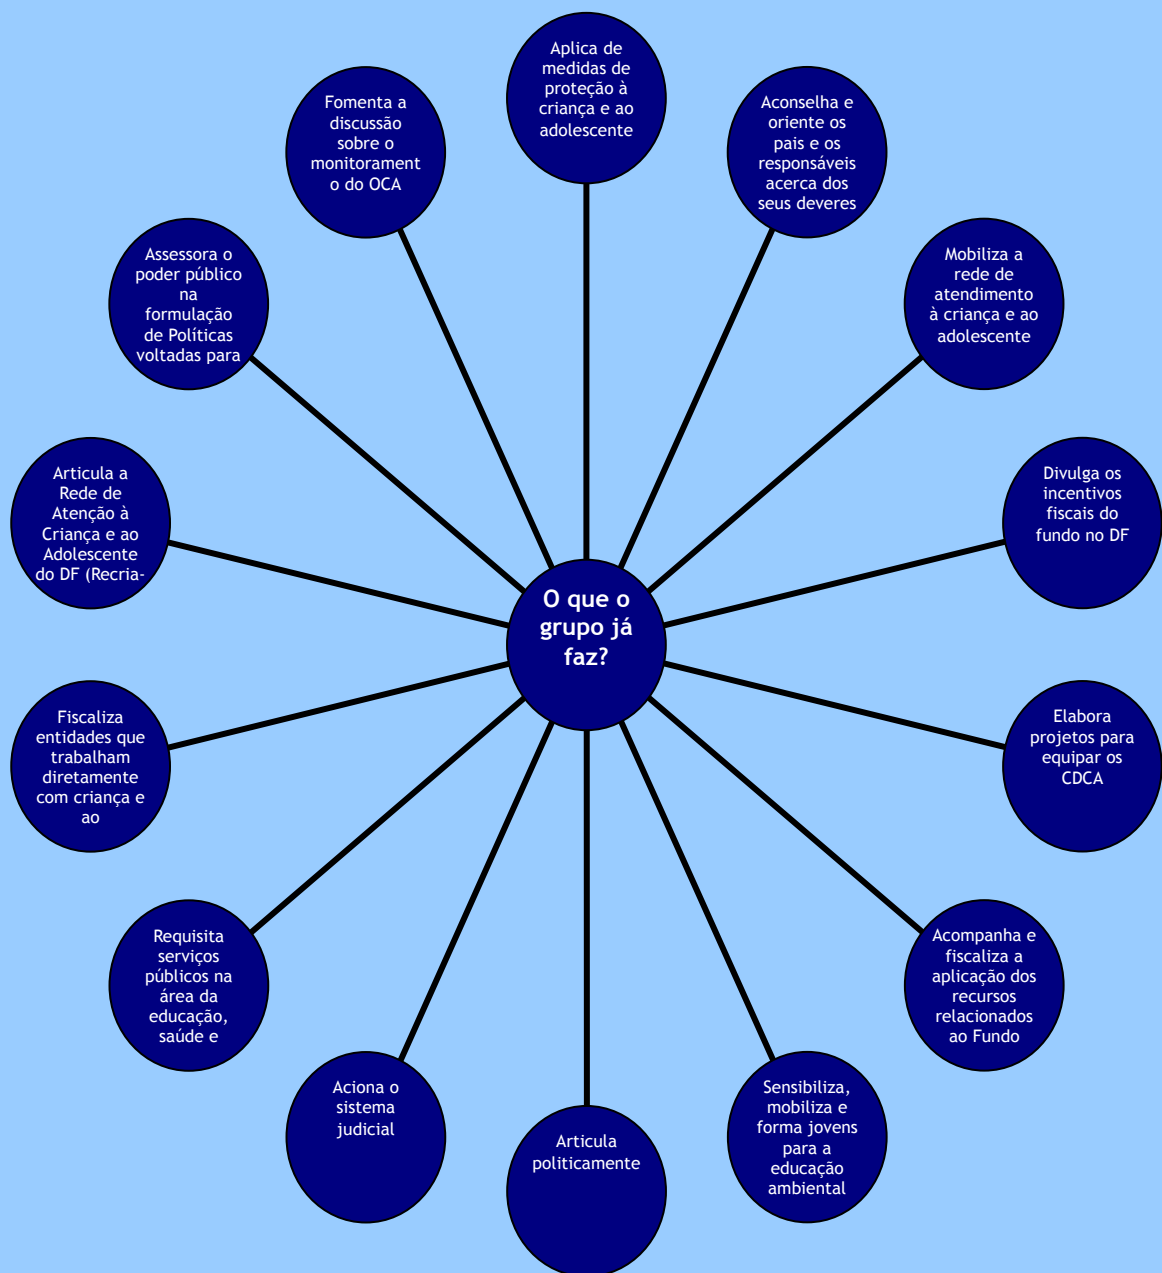 Aplica de
medidas de
proteção à
criança e ao
adolescente
Aconselha e
oriente os
pais e os
responsáveis
acerca dos
seus deveres
Mobiliza a
rede de
atendimento
à criança e ao
adolescente
Divulga os
incentivos
fiscais do
fundo no DF
Elabora
projetos para
equipar os
CDCA
Acompanha e
fiscaliza a
aplicação dos
recursos
relacionados
ao Fundo
Sensibiliza,
mobiliza e
forma jovens
para a
educação
ambiental
Articula
politicamente
Aciona o
sistema
judicial
Requisita
serviços
públicos na
área da
educação,
saúde e
Fiscaliza
entidades que
trabalham
diretamente
com criança e
ao
Articula a
Rede de
Atenção à
Criança e ao
Adolescente
do DF (Recria-
Assessora o
poder público
na
formulação
de Políticas
voltadas para
Fomenta a
discussão
sobre o
monitorament
o do OCA
O que o
grupo já
faz?